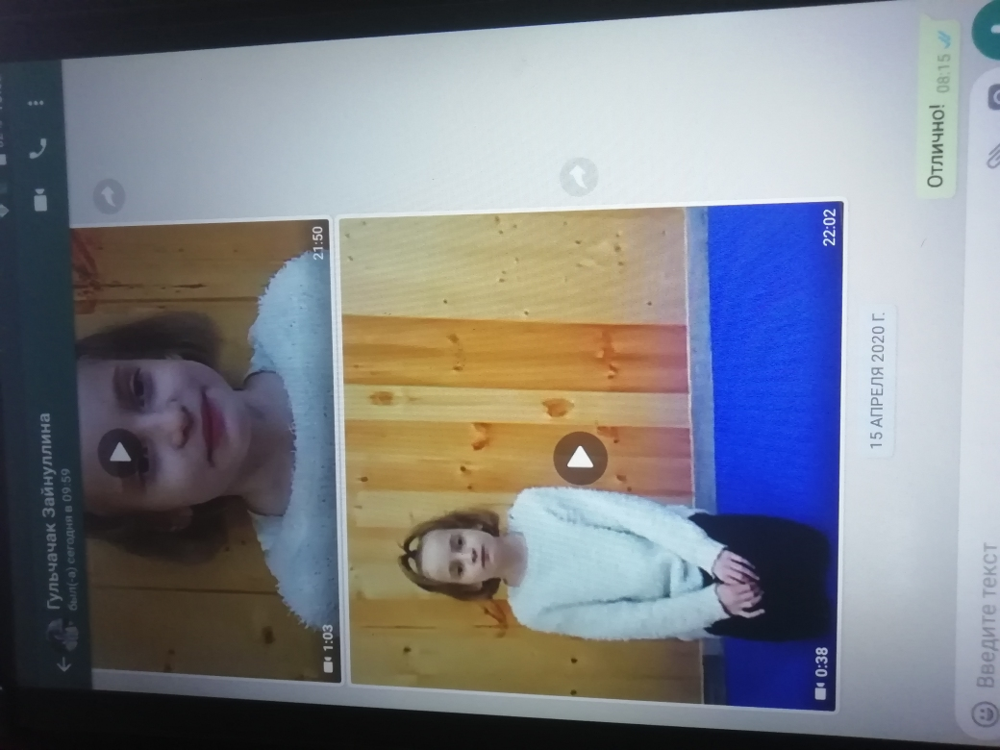 Гульчачак Зайнуллина
был(-а) сегодня в 09:59
1:03
21:50
0:38
22:02
15 АПРЕЛЯ 2020 Г.
Отлично! 08:15
Введите текст